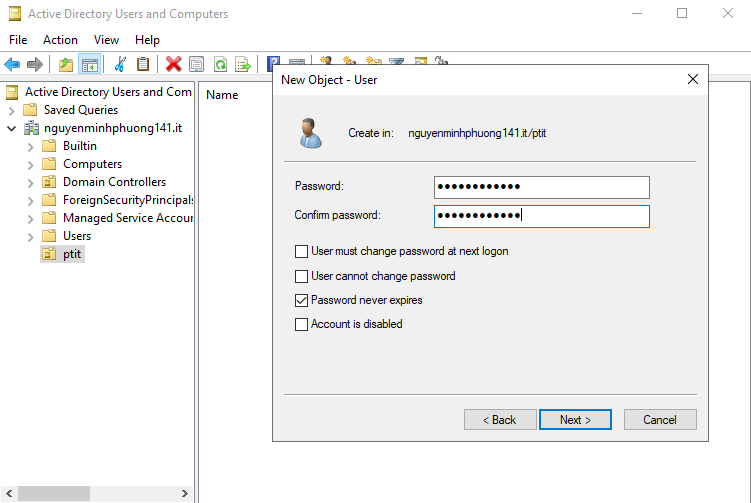 Active Directory Users and Computers
File Action View Help
Active Directory Users and Com
Saved Queries
nguyenminhphuong141.it
Builtin
Computers
Domain Controllers
ForeignSecurityPrincipals
Managed Service Accour
Users
ptit
Name
New Object - User
Create in: nguyenminhphuong141.it/ptit
Password: ●●●●●●●●●●●●
Confirm password: ●●●●●●●●●●●●
User must change password at next logon
User cannot change password
Password never expires
Account is disabled
< Back Next > Cancel